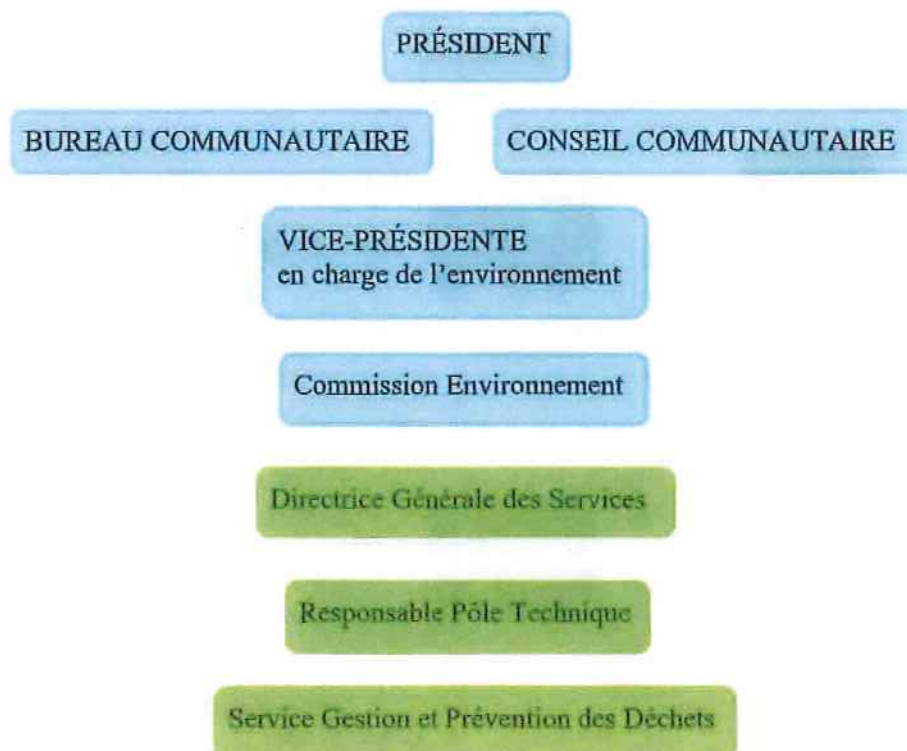 PRÉSIDENT
BUREAU COMMUNAUTAIRE
CONSEIL COMMUNAUTAIRE
VICE-PRÉSIDENTE
en charge de l'environnement
Commission Environnement
Directrice Générale des Services
Responsable Pôle Technique
Service Gestion et Prévention des Déchets